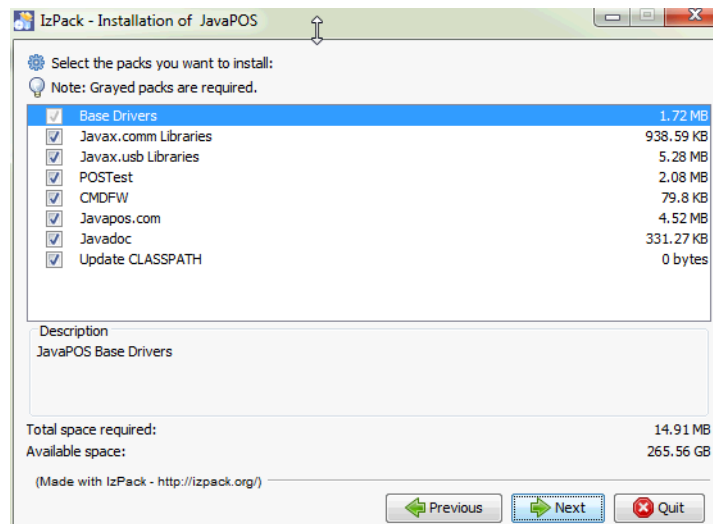 IzPack - Installation of JavaPOS
Select the packs you want to install:
Note: Grayed packs are required.
Base Drivers 1.72 MB
Javax.comm Libraries 938.59 KB
Javax.usb Libraries 5.28 MB
POSTest 2.08 MB
CMDFW 79.8 KB
Javapos.com 4.52 MB
Javadoc 331.27 KB
Update CLASSPATH 0 bytes
Description
JavaPOS Base Drivers
Total space required: 14.91 MB
Available space: 265.56 GB
(Made with IzPack - http://izpack.org/)
Previous Next Quit